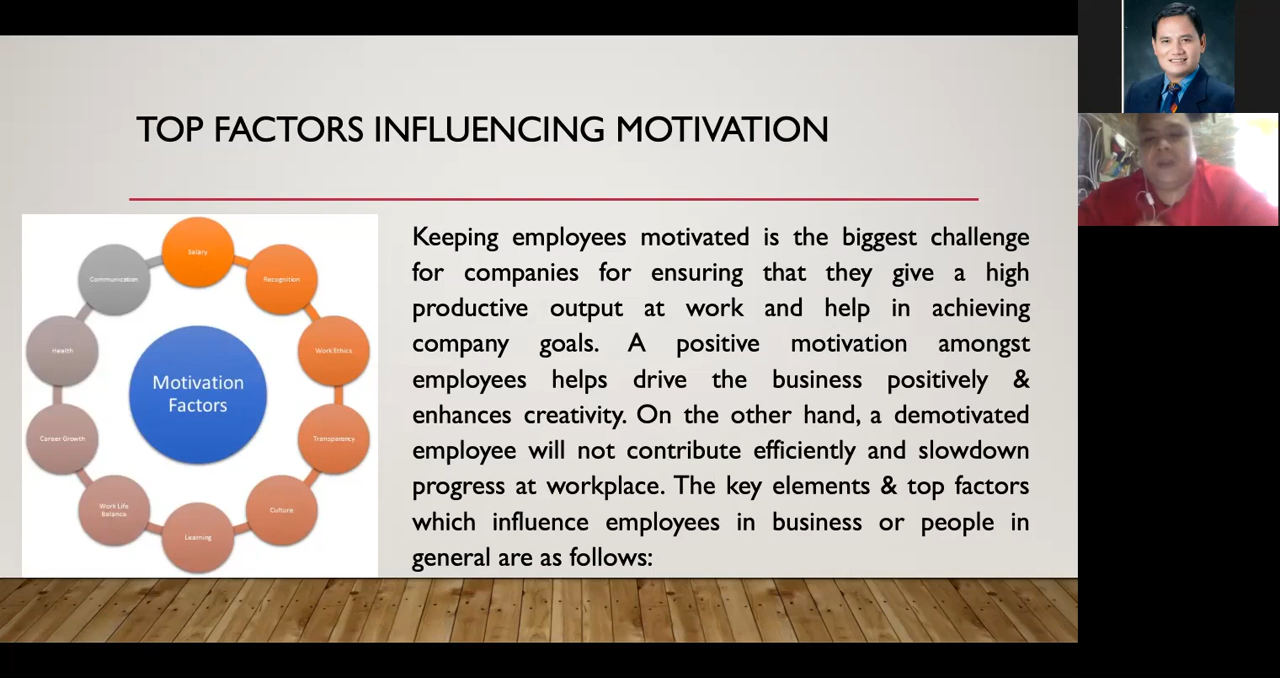 TOP FACTORS INFLUENCING MOTIVATION
Salary
Recognition
Work Ethics
Transparency
Culture
Learning
Work Life
Balance
Career Growth
Health
Communication
Motivation
Factors
Keeping employees motivated is the biggest challenge
for companies for ensuring that they give a high
productive output at work and help in achieving
company goals. A positive motivation amongst
employees helps drive the business positively &
enhances creativity. On the other hand, a demotivated
employee will not contribute efficiently and slowdown
progress at workplace. The key elements & top factors
which influence employees in business or people in
general are as follows: